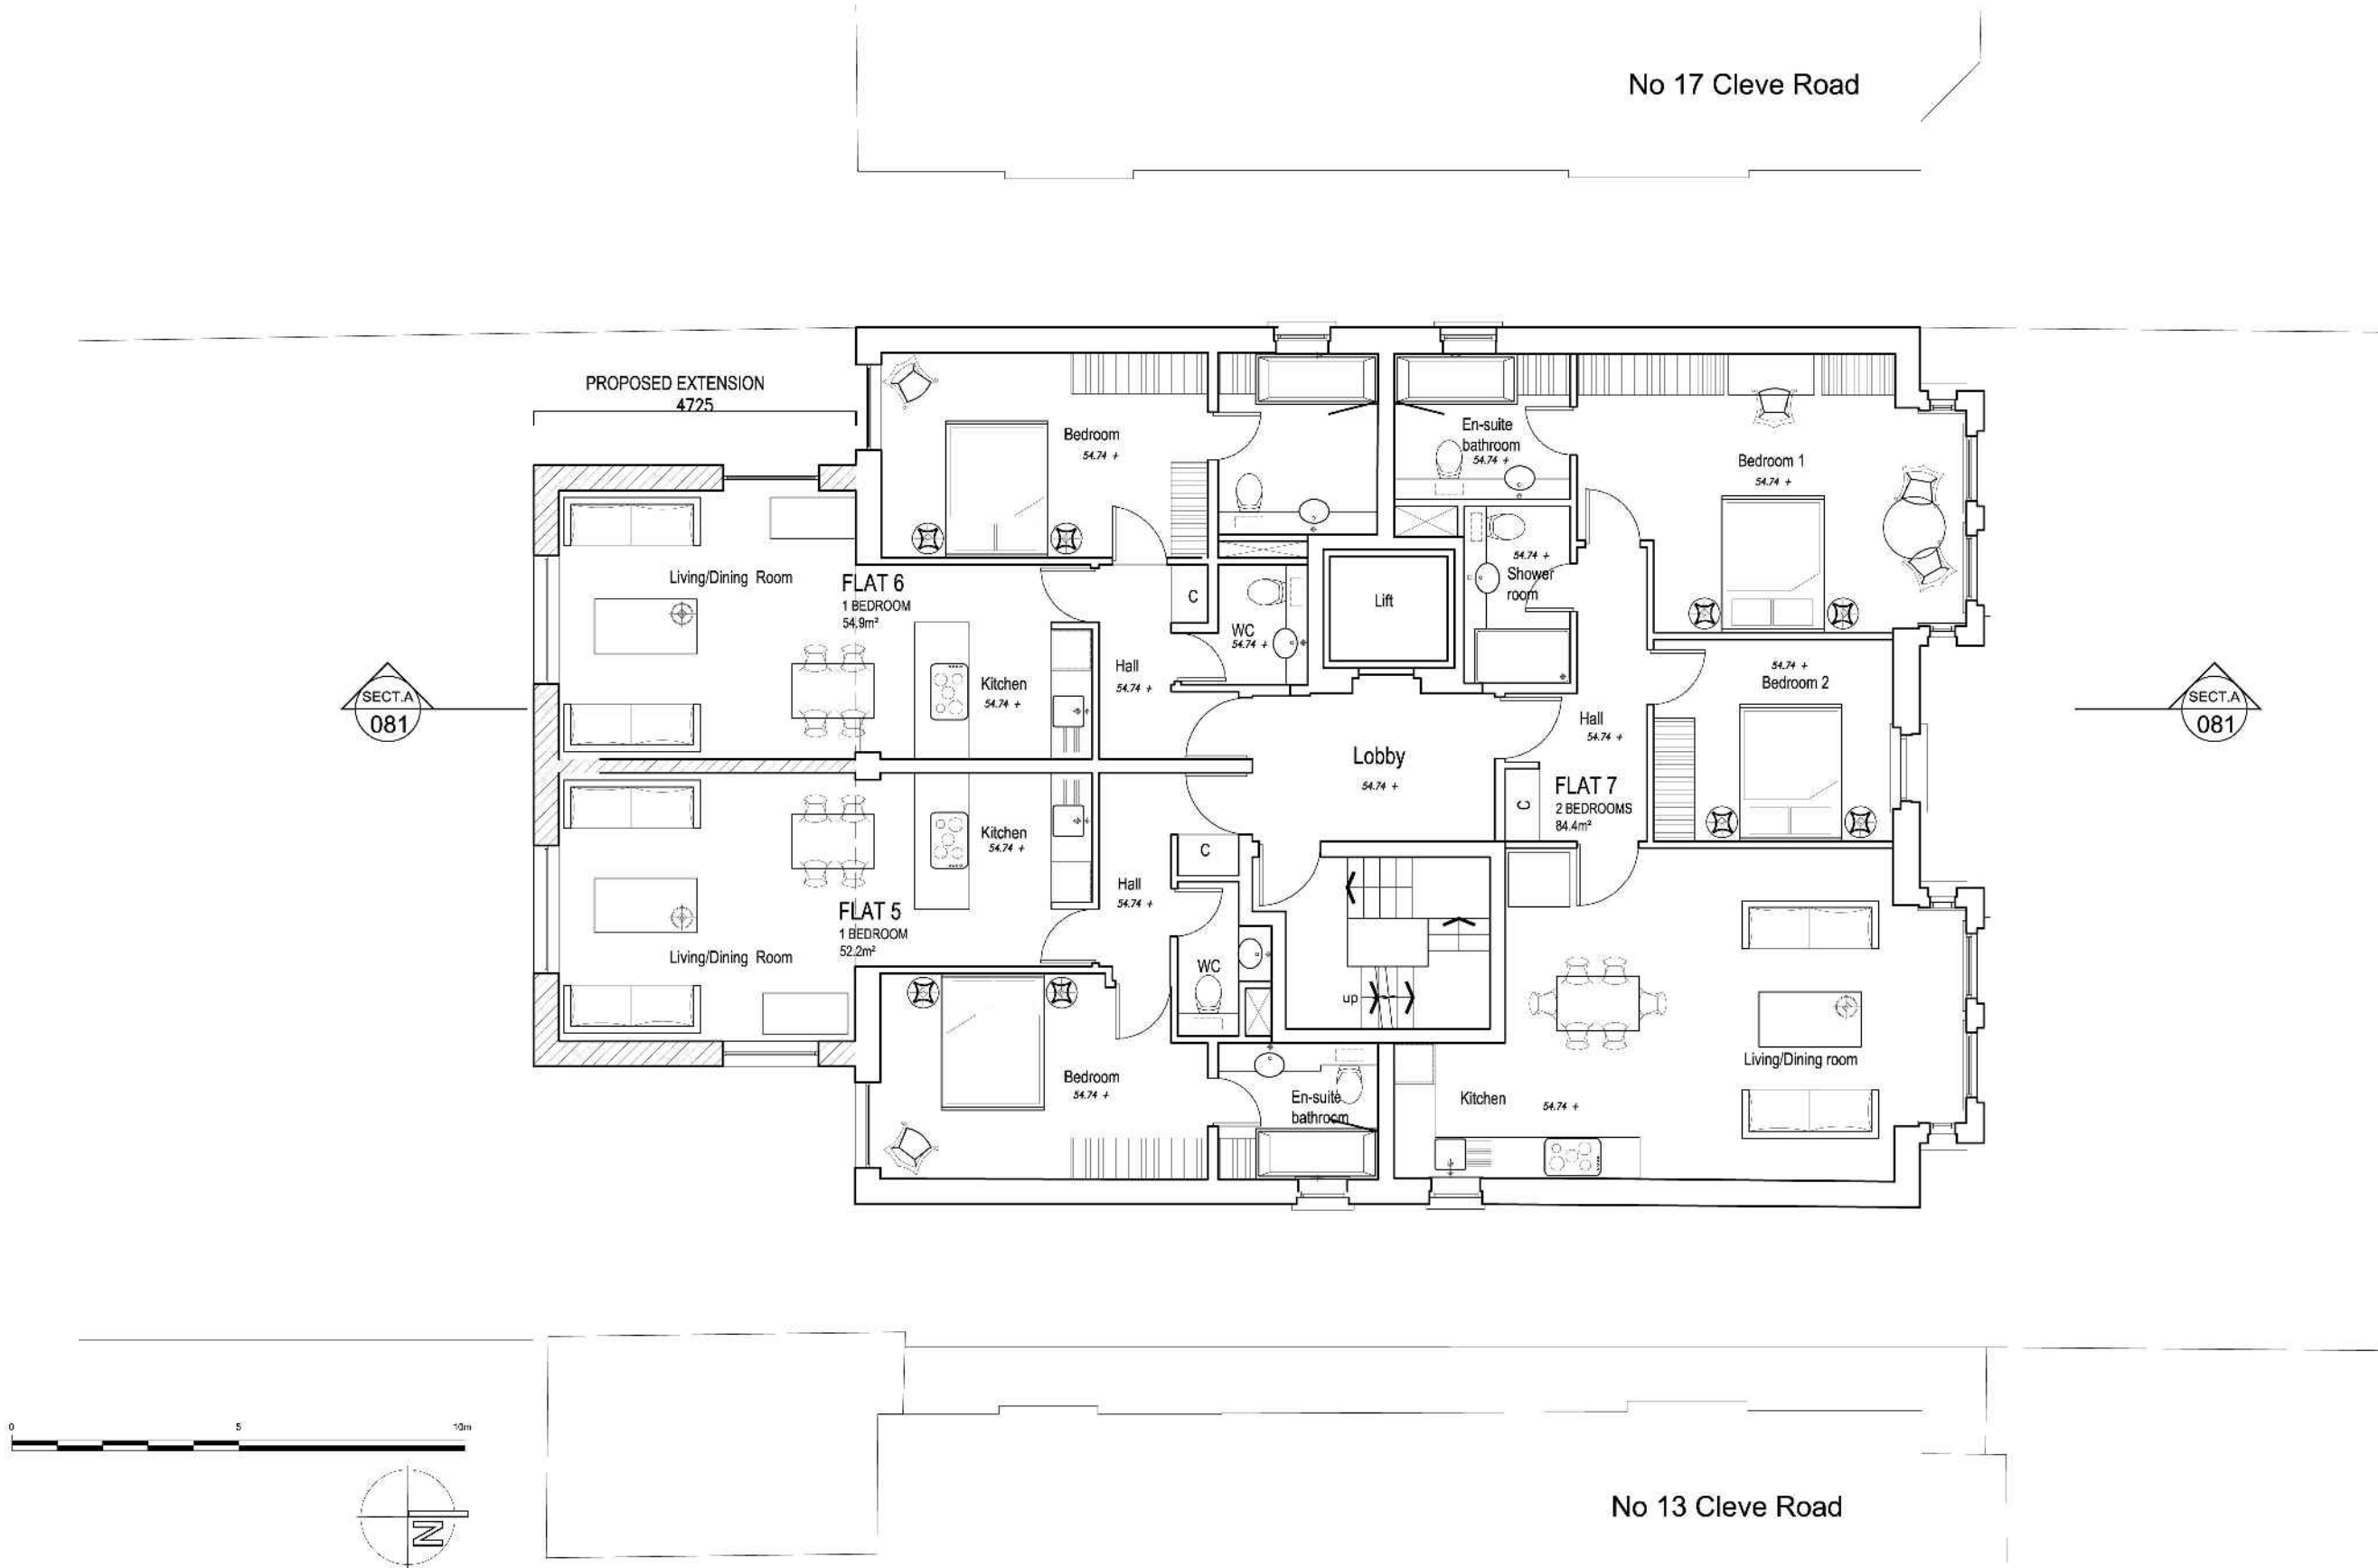 No 17 Cleve Road
PROPOSED EXTENSION
4725
Bedroom
54.74 +
En-suite
bathroom
54.74 +
Bedroom 1
54.74 +
Living/Dining Room
FLAT 6
1 BEDROOM
54.9m²
C
WC
54.74 +
Lift
54.74 +
Shower
room
Hall
54.74 +
Kitchen
54.74 +
54.74 +
Bedroom 2
SECT.A
081
Hall
54.74 +
SECT.A
081
Lobby
54.74 +
FLAT 7
2 BEDROOMS
84.4m²
C
Kitchen
54.74 +
C
Hall
54.74 +
FLAT 5
1 BEDROOM
52.2m²
Living/Dining Room
WC
up
Bedroom
54.74 +
En-suite
bathroom
Kitchen
54.74 +
Living/Dining room
0 5 10m
N
No 13 Cleve Road